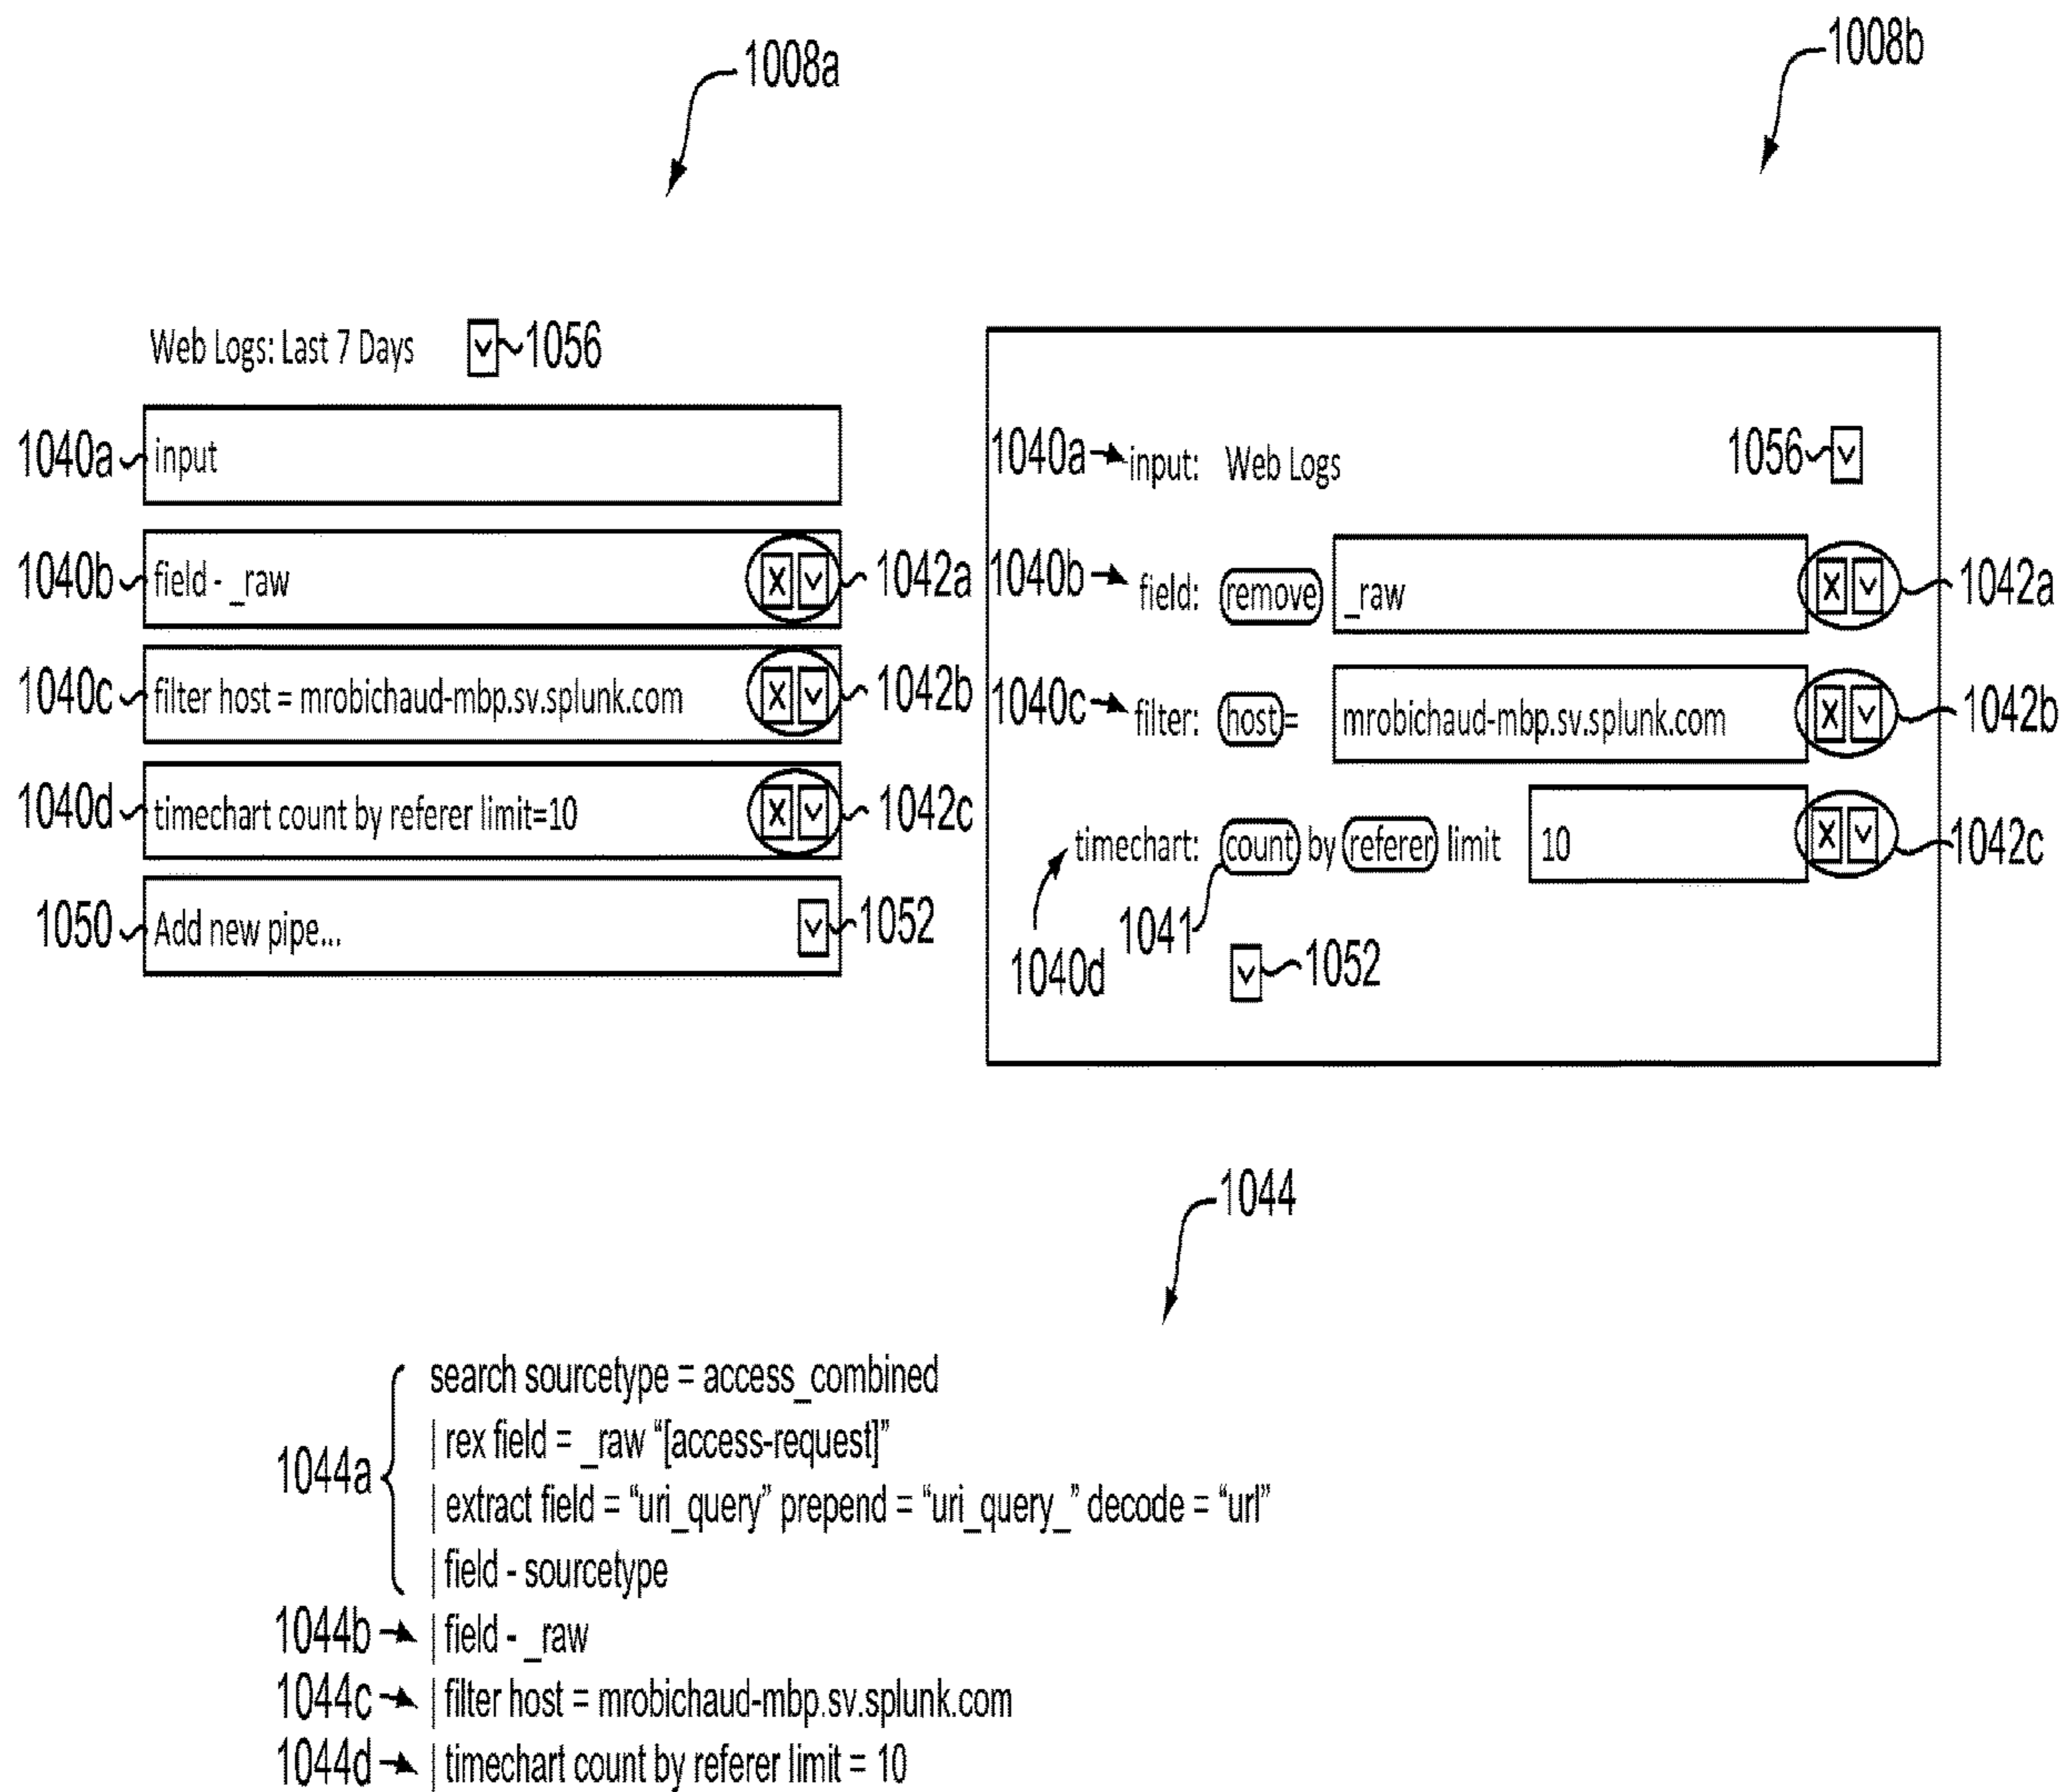 1008a
1008b
Web Logs: Last 7 Days 1056
1040a input
1040b field - _raw X 1042a
1040c filter host = mrobichaud-mbp.sv.splunk.com X 1042b
1040d timechart count by referer limit=10 X 1042c
1050 Add new pipe... 1052
1040a input: Web Logs 1056
1040b field: remove _raw X 1042a
1040c filter: host = mrobichaud-mbp.sv.splunk.com X 1042b
timechart: count by referer limit 10 X 1042c
1040d 1041 1052
1044
1044a
search sourcetype = access_combined
| rex field = _raw “[access-request]”
| extract field = “uri_query” prepend = “uri_query_” decode = “url”
| field - sourcetype
1044b | field - _raw
1044c | filter host = mrobichaud-mbp.sv.splunk.com
1044d | timechart count by referer limit = 10